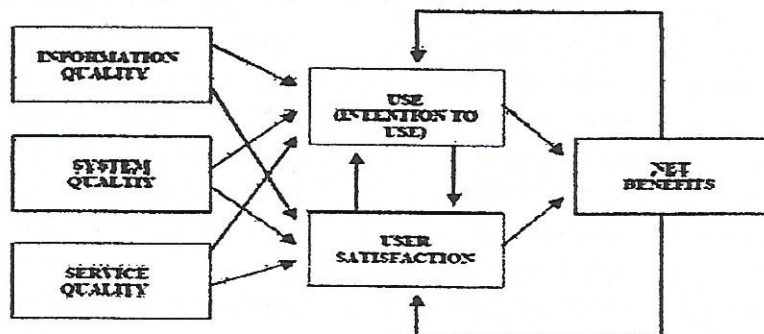 INFORMATION
QUALITY
USE
(INTENTION TO
USE)
SYSTEM
QUALITY
NET
BENEFITS
USER
SATISFACTION
SERVICE
QUALITY